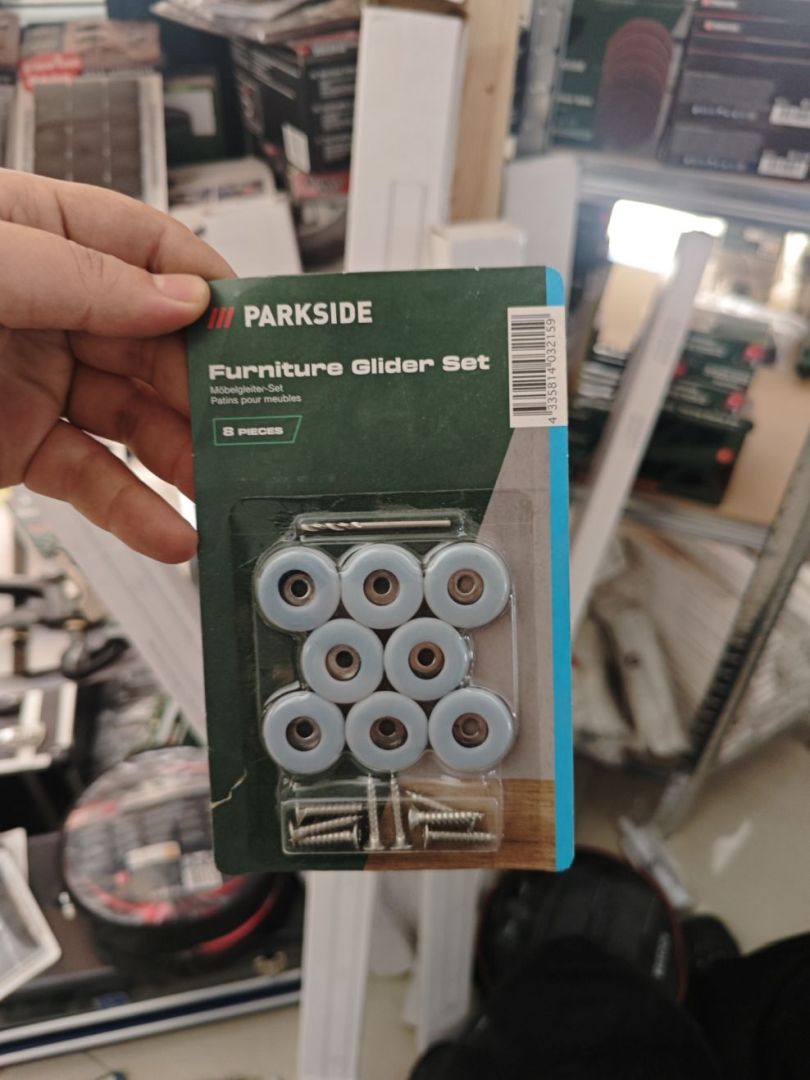 PARKSIDE
Furniture Glider Set
Möbelgleiter-Set
Patins pour meubles
8 PIECES
4 335814 032159